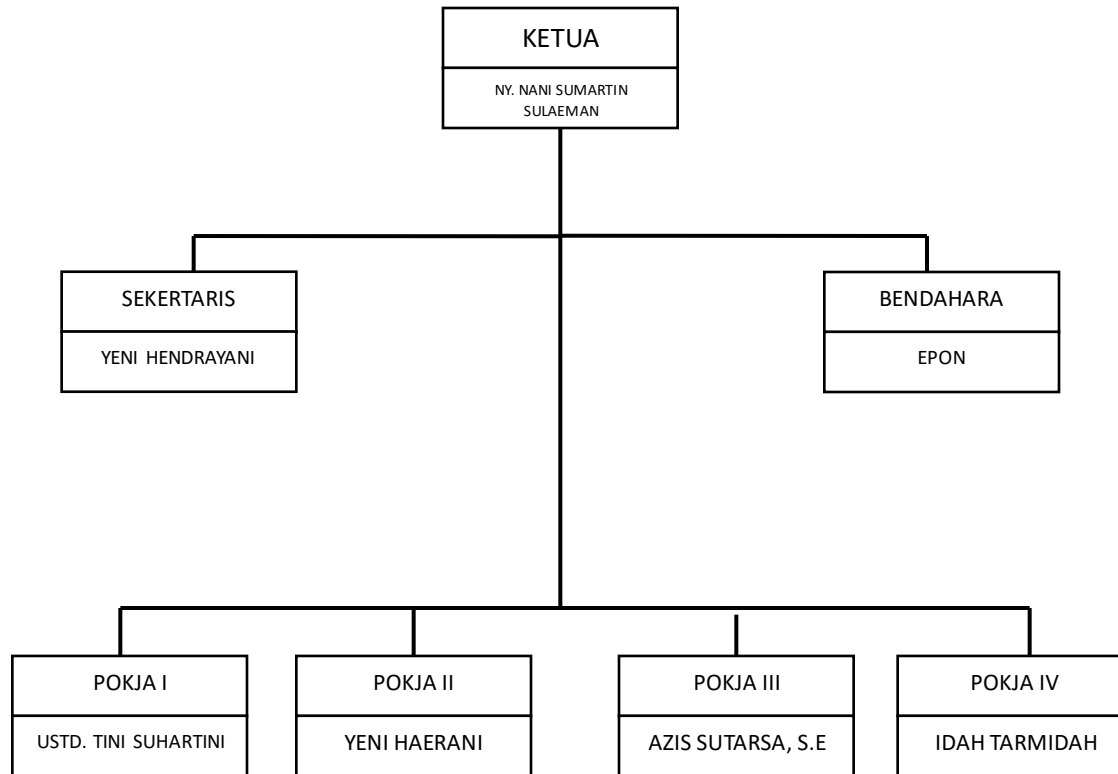 KETUA
NY. NANI SUMARTIN
SULAEMAN
SEKERTARIS
YENI HENDRAYANI
BENDAHARA
EPON
POKJA I
USTD. TINI SUHARTINI
POKJA II
YENI HAERANI
POKJA III
AZIS SUTARSA, S.E
POKJA IV
IDAH TARMIDAH